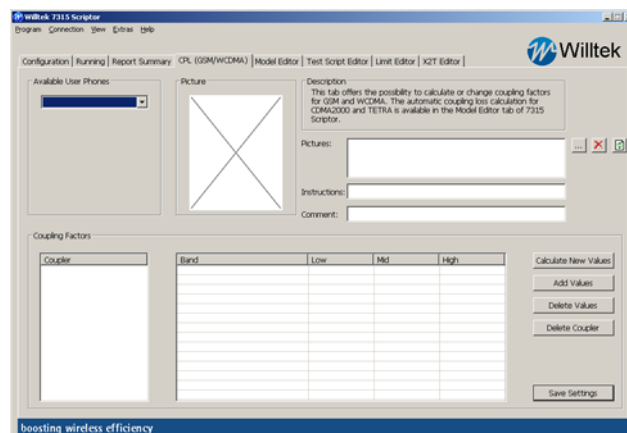 Willtek 7315 Scriptor
Program Connection View Extras Help
Willtek
Configuration Running Report Summary CPL (GSM/WCDMA) Model Editor Test Script Editor Limit Editor X2T Editor
Available User Phones
Picture
Description
This tab offers the possibility to calculate or change coupling factors
for GSM and WCDMA. The automatic coupling loss calculation for
CDMA2000 and TETRA is available in the Model Editor tab of 7315
Scriptor.
Pictures:
...
Instructions:
Comment:
Coupling Factors
Coupler
Band Low Mid High
Calculate New Values
Add Values
Delete Values
Delete Coupler
Save Settings
boosting wireless efficiency